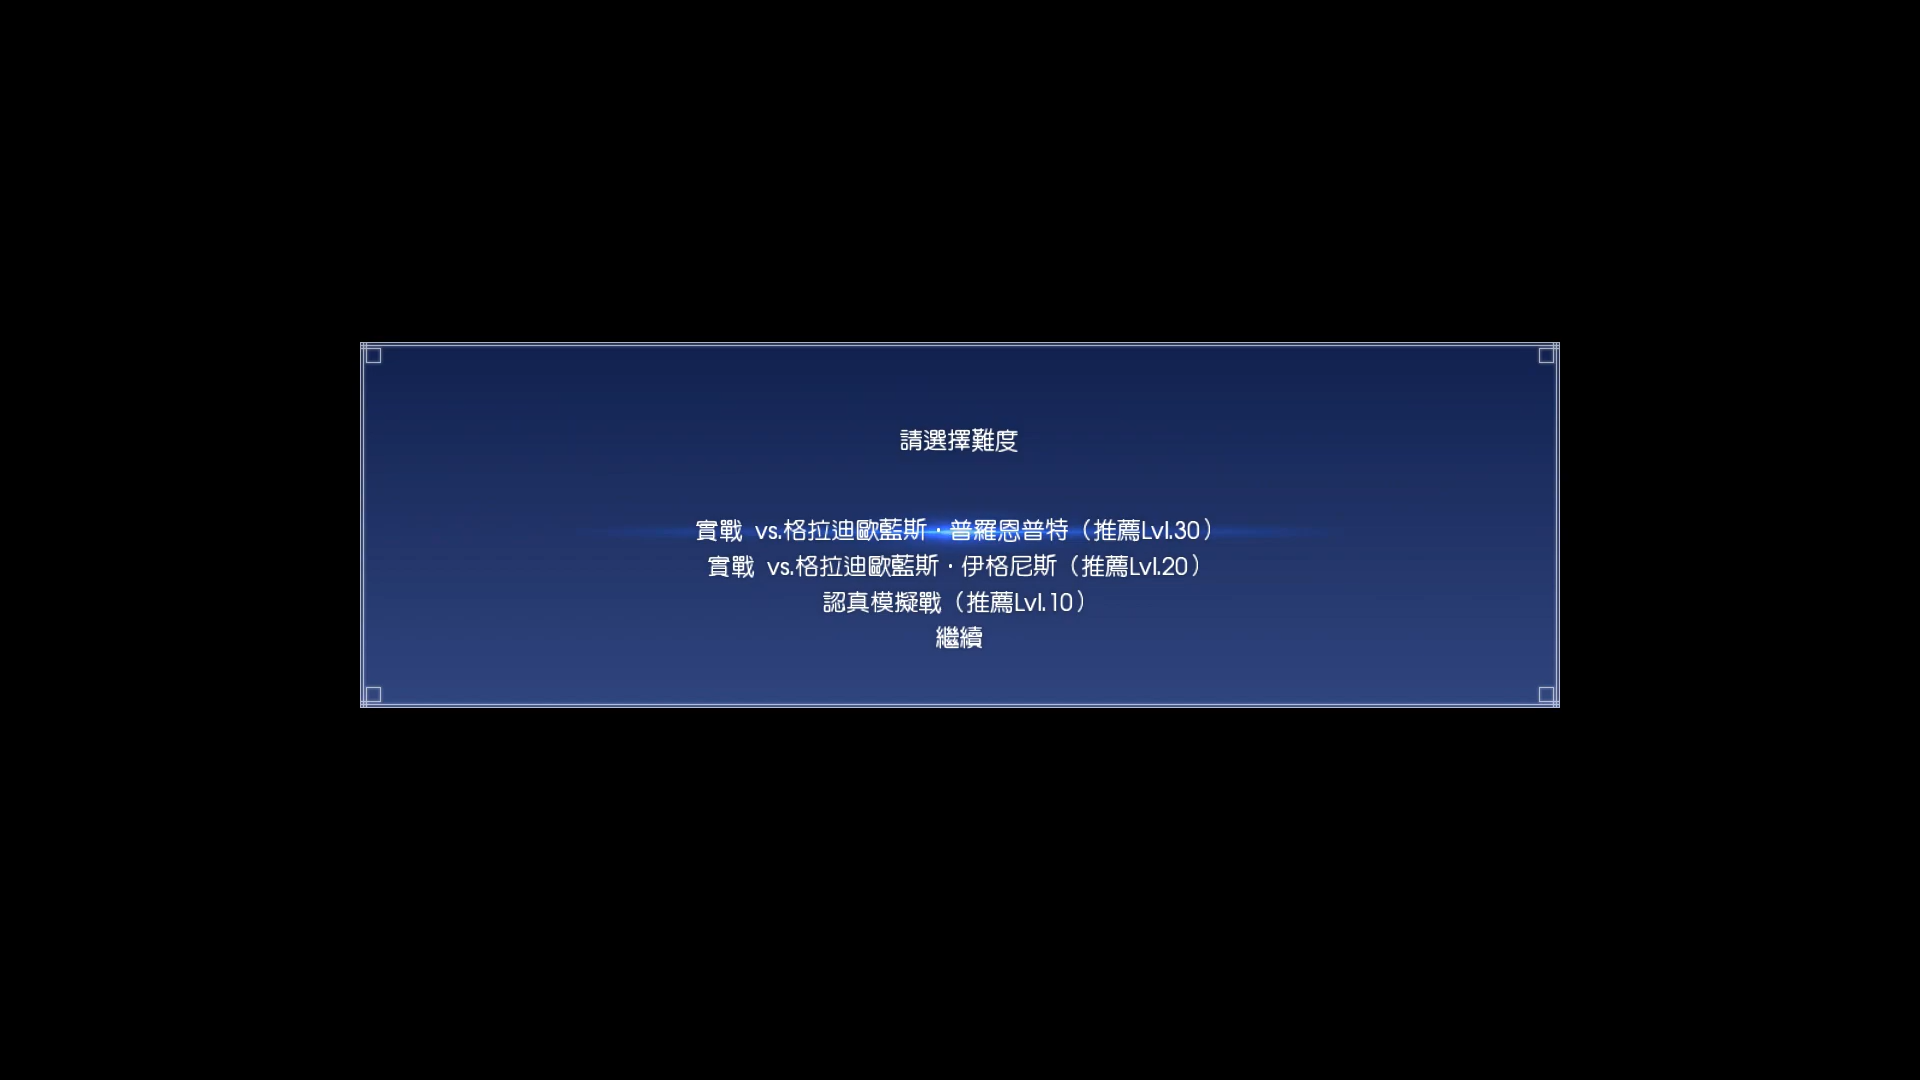 請選擇難度
實戰 vs.格拉迪歐藍斯·普羅恩普特（推薦Lvl.30）
實戰 vs.格拉迪歐藍斯·伊格尼斯（推薦Lvl.20）
認真模擬戰（推薦Lvl.10）
繼續